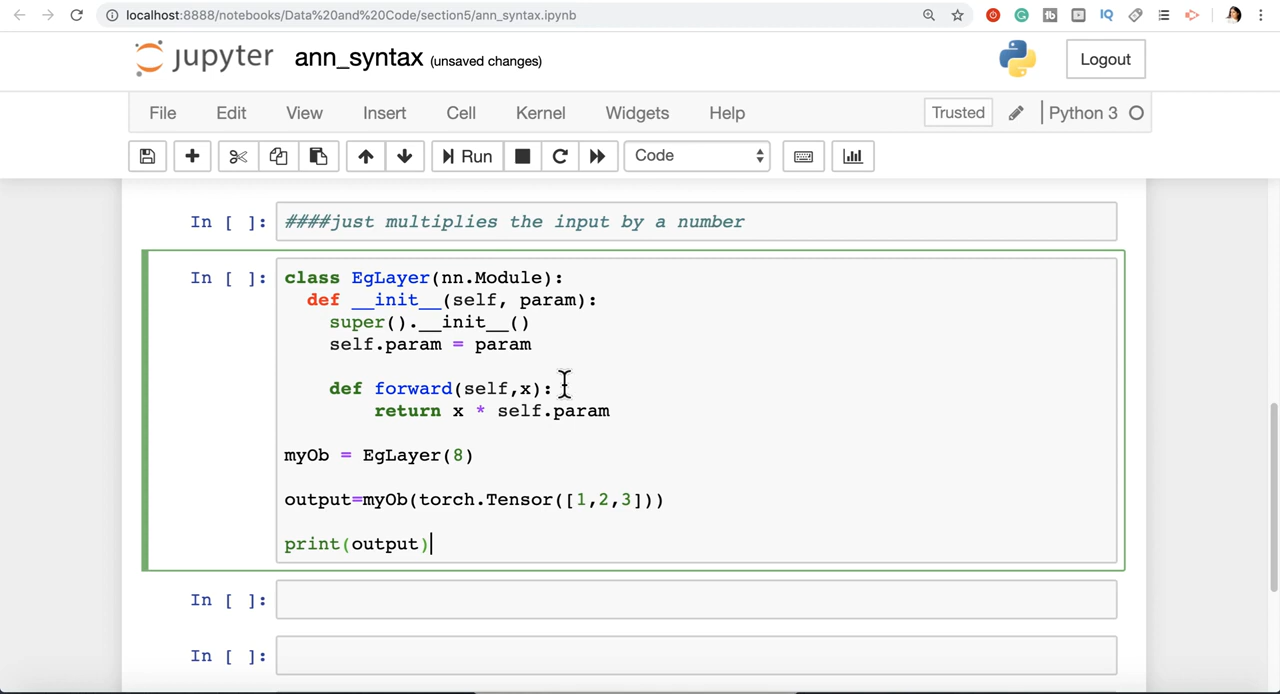 localhost:8888/notebooks/Data%20and%20Code/section5/ann_syntax.ipynb
jupyter ann_syntax (unsaved changes) Logout
File Edit View Insert Cell Kernel Widgets Help Trusted Python 3
Run Code
In [ ]: ####just multiplies the input by a number
In [ ]: class EgLayer(nn.Module):
def __init__(self, param):
super().__init__()
self.param = param
def forward(self,x):
return x * self.param
myOb = EgLayer(8)
output=myOb(torch.Tensor([1,2,3]))
print(output)
In [ ]:
In [ ]: